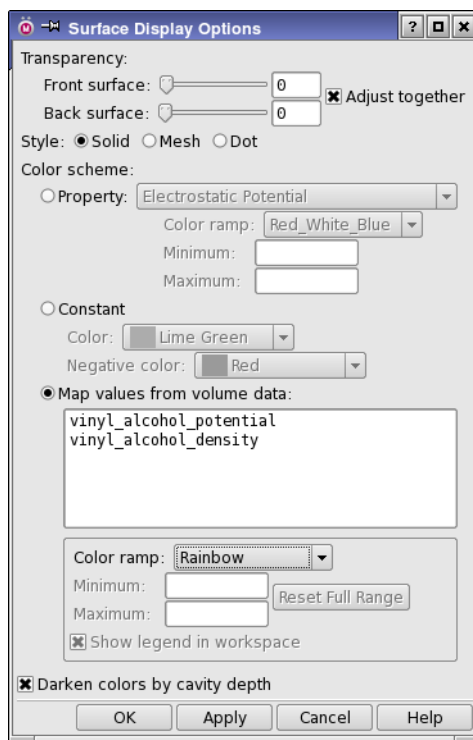 Surface Display Options
Transparency:
Front surface: 0
Adjust together
Back surface: 0
Style: Solid Mesh Dot
Color scheme:
Property: Electrostatic Potential
Color ramp: Red_White_Blue
Minimum:
Maximum:
Constant
Color: Lime Green
Negative color: Red
Map values from volume data:
vinyl_alcohol_potential
vinyl_alcohol_density
Color ramp: Rainbow
Minimum:
Reset Full Range
Maximum:
Show legend in workspace
Darken colors by cavity depth
OK Apply Cancel Help